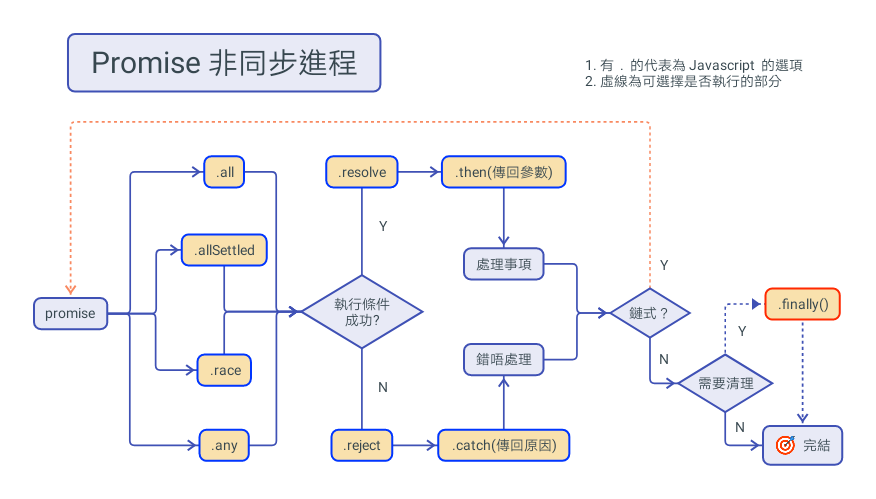 Promise 非同步進程
1. 有 . 的代表為 Javascript 的選項
2. 虛線為可選擇是否執行的部分
.all
.resolve
.then(傳回參數)
Y
.allSettled
處理事項
Y
promise
執行條件
成功?
鏈式 ?
.finally()
Y
錯唔處理
N
.race
需要清理
N
N
.any
.reject
.catch(傳回原因)
完結